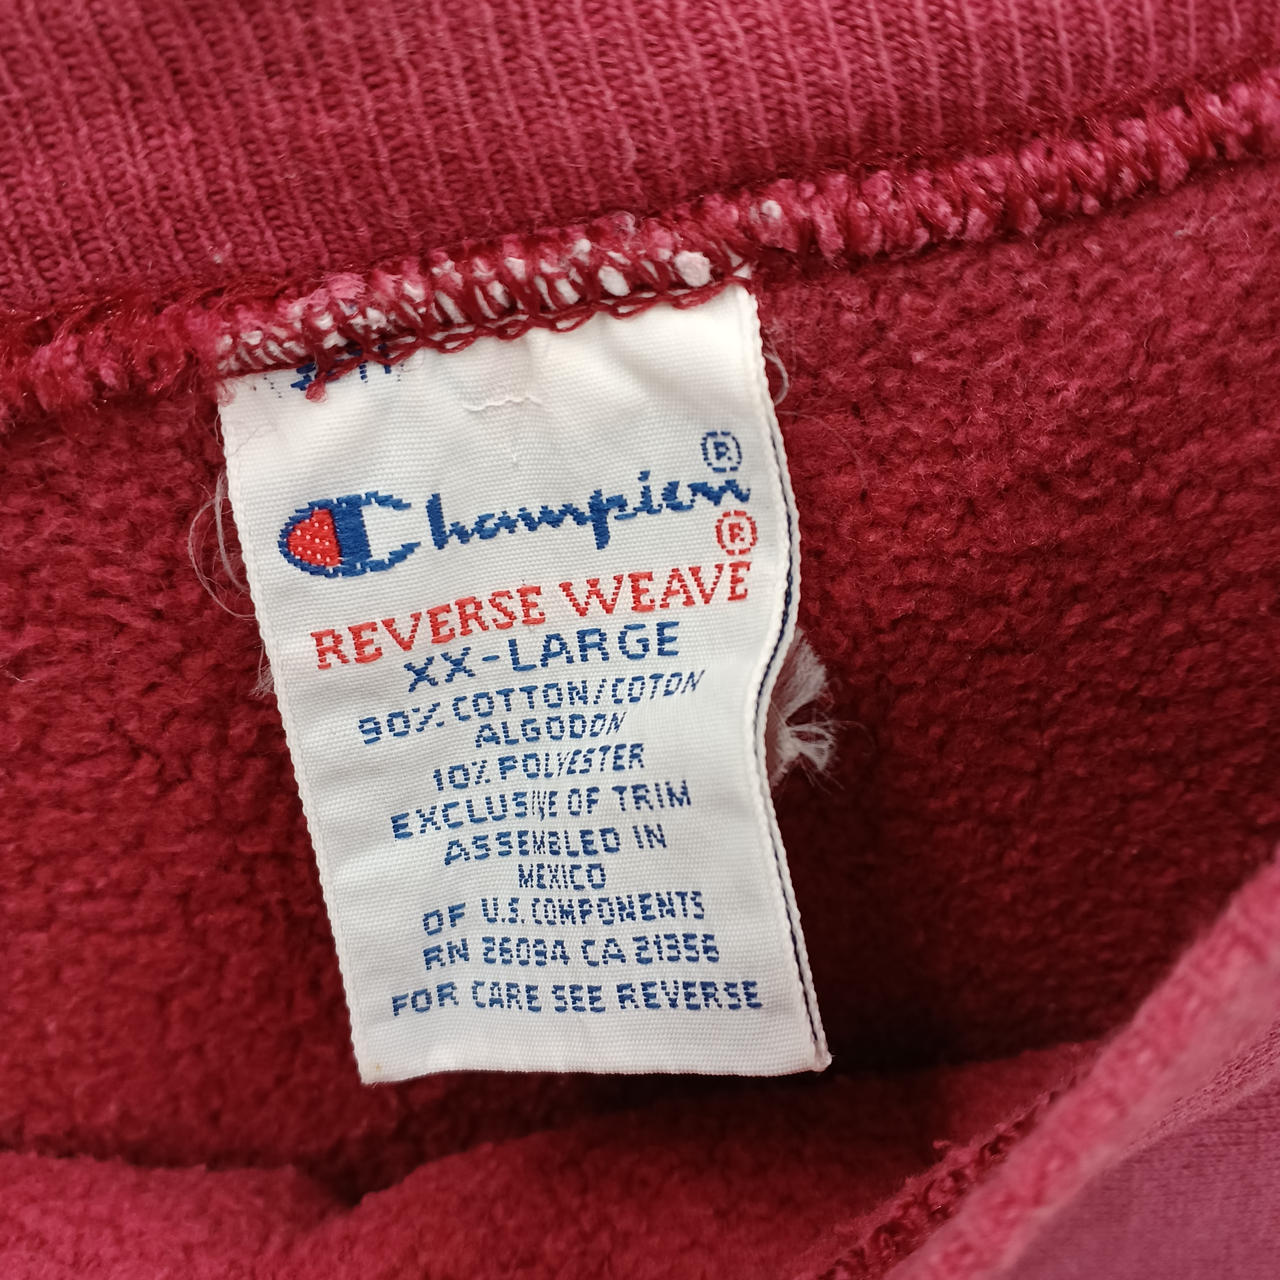 ®
Champion
®
REVERSE WEAVE
XX-LARGE
90% COTTON/COTON
ALGODON
10% POLYESTER
EXCLUSIVE OF TRIM
ASSEMBLED IN
MEXICO
OF U.S. COMPONENTS
RN 26094 CA 21356
FOR CARE SEE REVERSE